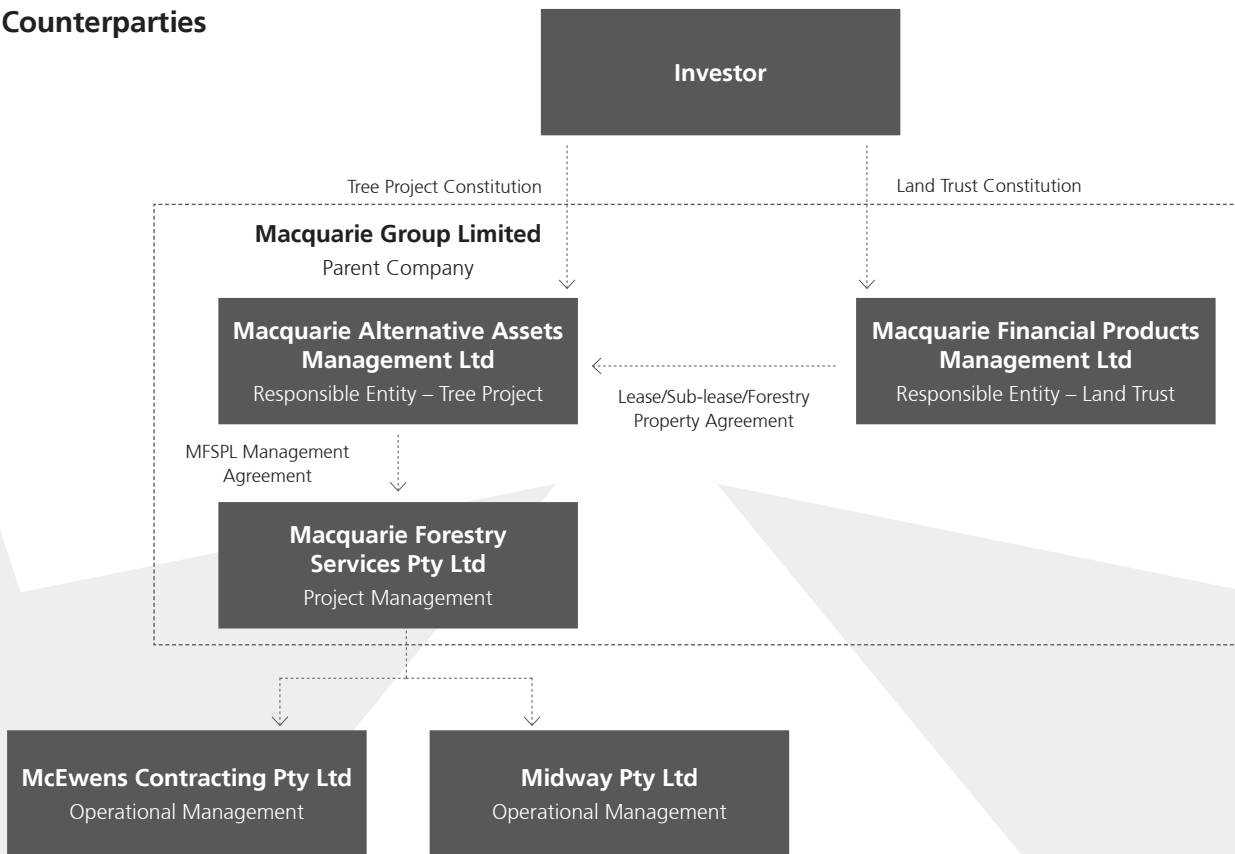 Counterparties
Investor
Tree Project Constitution
Land Trust Constitution
Macquarie Group Limited
Parent Company
Macquarie Alternative Assets
Management Ltd
Responsible Entity – Tree Project
Lease/Sub-lease/Forestry
Property Agreement
Macquarie Financial Products
Management Ltd
Responsible Entity – Land Trust
MFSPL Management
Agreement
Macquarie Forestry
Services Pty Ltd
Project Management
McEwens Contracting Pty Ltd
Operational Management
Midway Pty Ltd
Operational Management